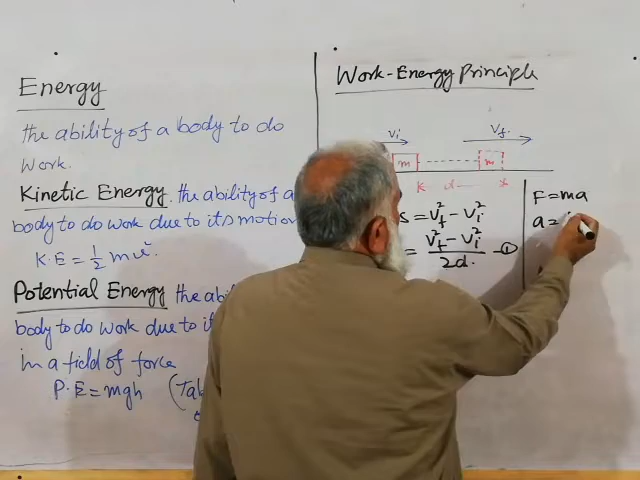 Energy
the ability of a body to do
work.
Kinetic Energy the ability of a
body to do work due to its motion
K.E = 1/2 mv²
Potential Energy the abi
body to do work due to it
in a field of force
P.E = mgh (Tab
Work-Energy Principle
Vi
Vf
m
m
d
S = Vf² - Vi²
= Vf² - Vi² / 2d. - ①
F = ma
a =